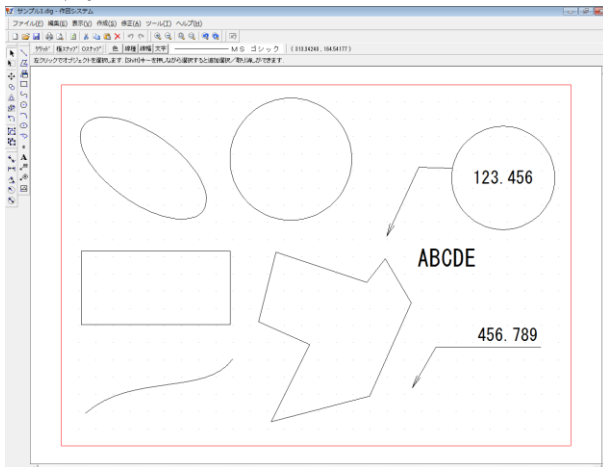 サンプル1.dlg - 作図システム
ファイル(F) 編集(E) 表示(V) 作成(S) 修正(A) ツール(T) ヘルプ(H)
グリッド 極ステップ Oスナップ 色 線種 線幅 文字 ＭＳ ゴシック
左クリックでオブジェクトを選択します. [Shift]キーを押しながら選択すると追加選択／取り消しができます.
A
123.456
ABCDE
456.789